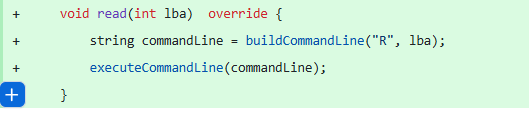 + void read(int lba)  override {
+ string commandLine = buildCommandLine("R", lba);
+ executeCommandLine(commandLine);
+ }